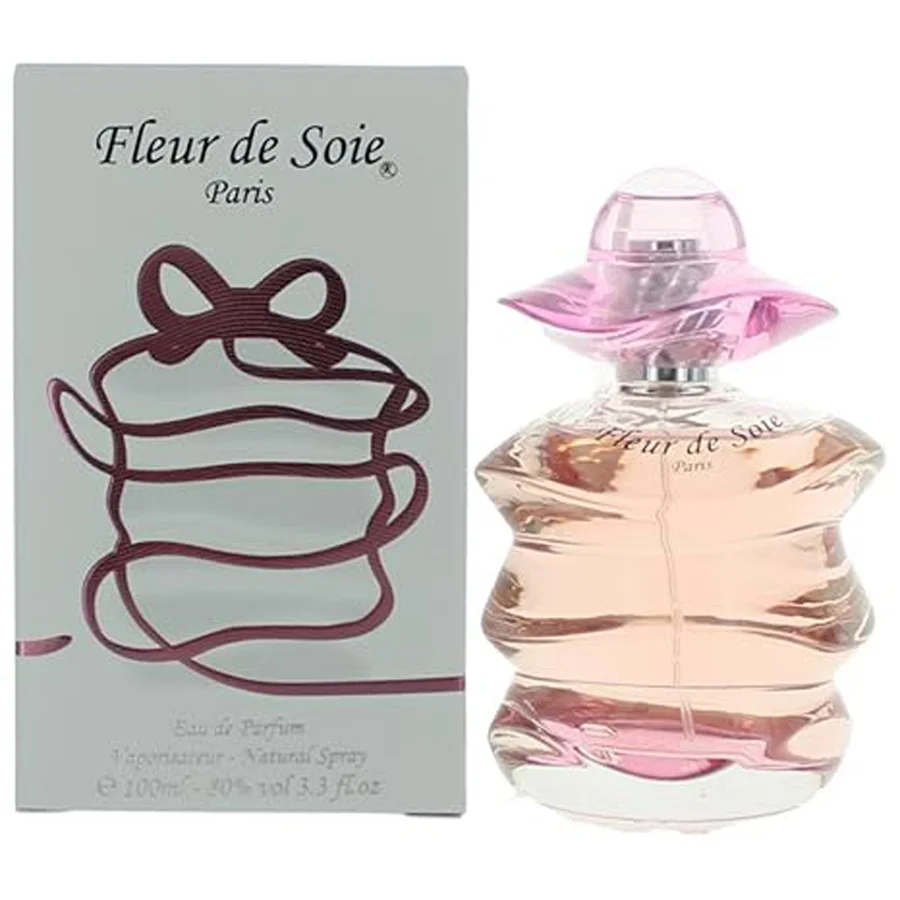 Fleur de Soie®
Paris
Eau de Parfum
Vaporisateur - Natural Spray
℮ 100ml - 80% vol 3.3 fl.oz
Fleur de Soie
Paris